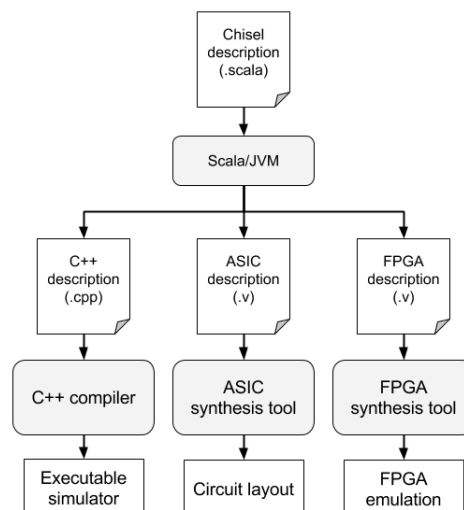 Chisel
description
(.scala)
Scala/JVM
C++
description
(.cpp)
ASIC
description
(.v)
FPGA
description
(.v)
C++ compiler
ASIC
synthesis tool
FPGA
synthesis tool
Executable
simulator
Circuit layout
FPGA
emulation